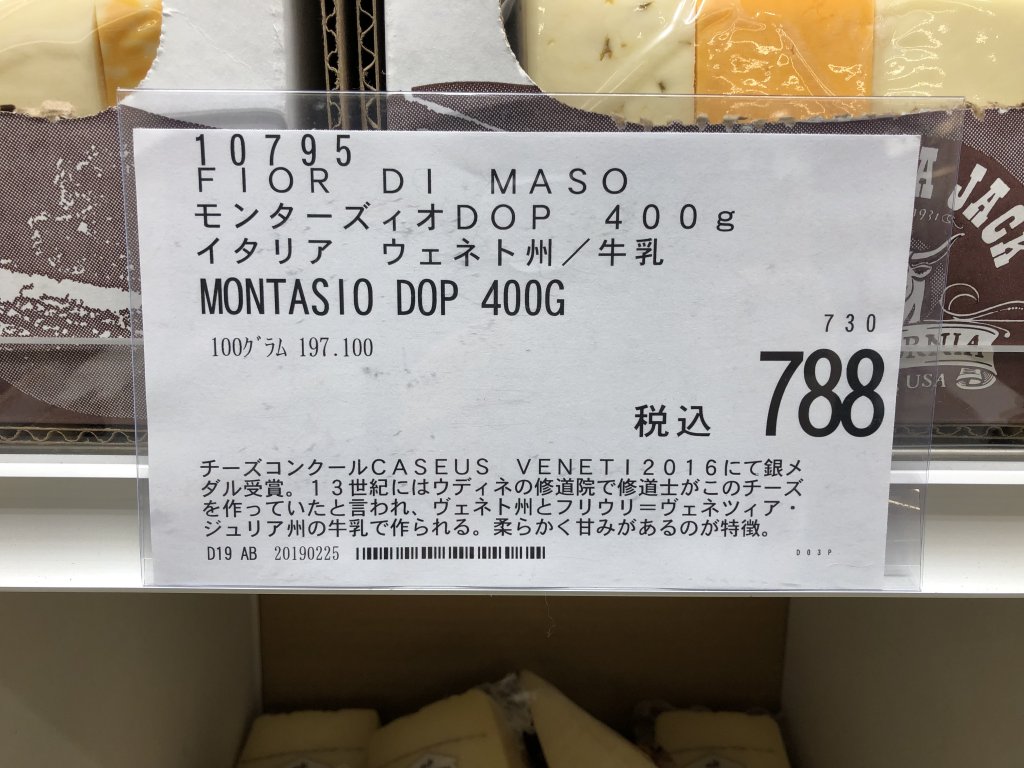 10795
FIOR DI MASO
モンターズィオDOP 400g
イタリア ウェネト州／牛乳
MONTASIO DOP 400G
100グラム 197.100
730
税込 788
チーズコンクールCASEUS VENETI2016にて銀メ
ダル受賞。13世紀にはウディネの修道院で修道士がこのチーズ
を作っていたと言われ、ヴェネト州とフリウリ＝ヴェネツィア・
ジュリア州の牛乳で作られる。柔らかく甘みがあるのが特徴。
D19 AB 20190225
D03P
JACK
USA